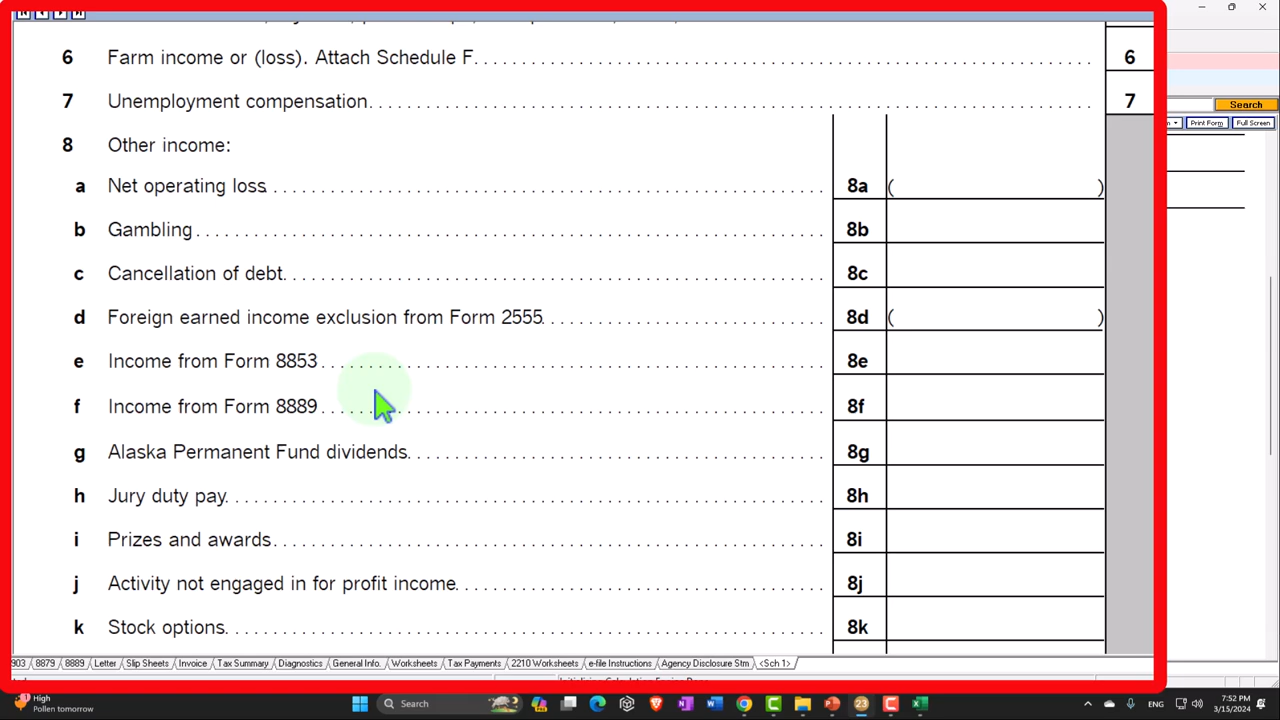 6 Farm income or (loss). Attach Schedule F 6
7 Unemployment compensation 7
8 Other income:
a Net operating loss 8a ( )
b Gambling 8b
c Cancellation of debt 8c
d Foreign earned income exclusion from Form 2555 8d ( )
e Income from Form 8853 8e
f Income from Form 8889 8f
g Alaska Permanent Fund dividends 8g
h Jury duty pay 8h
i Prizes and awards 8i
j Activity not engaged in for profit income 8j
k Stock options 8k
Search
Print Form Full Screen
903 8879 8889 Letter Slip Sheets Invoice Tax Summary Diagnostics General Info. Worksheets Tax Payments 2210 Worksheets e-file Instructions Agency Disclosure Stm <Sch 1>
High
Pollen tomorrow
Search
23
ENG
7:52 PM
3/15/2024